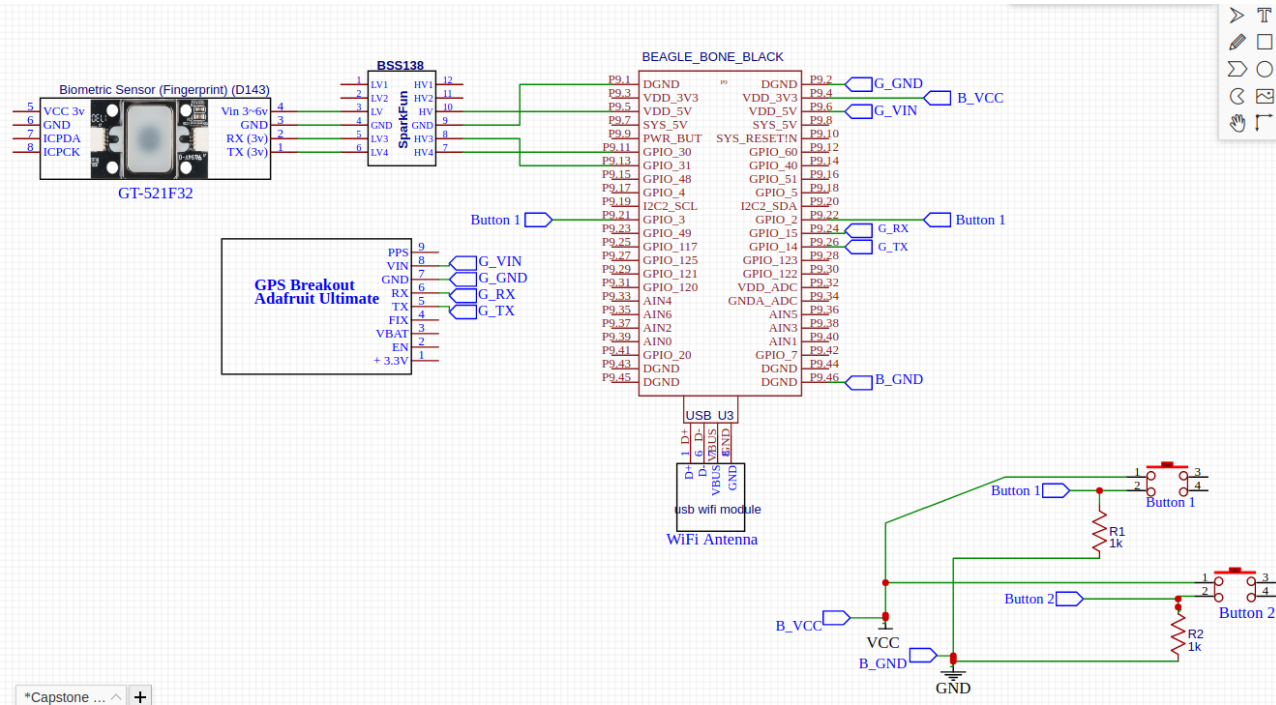 BEAGLE_BONE_BLACK
BSS138
Biometric Sensor (Fingerprint) (D143)
5 VCC 3v
6 GND
7 ICPDA
8 ICPCK
Vin 3~6v 4
GND 3
RX (3v) 2
TX (3v) 1
GT-521F32
SparkFun
1 LV1 HV1 12
2 LV2 HV2 11
3 LV HV 10
4 GND GND 9
5 LV3 HV3 8
6 LV4 HV4 7
P9
P9.1 DGND DGND P9.2
P9.3 VDD_3V3 VDD_3V3 P9.4
P9.5 VDD_5V VDD_5V P9.6
P9.7 SYS_5V SYS_5V P9.8
P9.9 PWR_BUT SYS_RESETN P9.10
P9.11 GPIO_30 GPIO_60 P9.12
P9.13 GPIO_31 GPIO_40 P9.14
P9.15 GPIO_48 GPIO_51 P9.16
P9.17 GPIO_4 GPIO_5 P9.18
P9.19 I2C2_SCL I2C2_SDA P9.20
P9.21 GPIO_3 GPIO_2 P9.22
P9.23 GPIO_49 GPIO_15 P9.24
P9.25 GPIO_117 GPIO_14 P9.26
P9.27 GPIO_125 GPIO_123 P9.28
P9.29 GPIO_121 GPIO_122 P9.30
P9.31 GPIO_120 VDD_ADC P9.32
P9.33 AIN4 GNDA_ADC P9.34
P9.35 AIN6 AIN5 P9.36
P9.37 AIN2 AIN3 P9.38
P9.39 AIN0 AIN1 P9.40
P9.41 GPIO_20 GPIO_7 P9.42
P9.43 DGND DGND P9.44
P9.45 DGND DGND P9.46
G_GND
B_VCC
G_VIN
Button 1
Button 1
G_RX
G_TX
B_GND
GPS Breakout
Adafruit Ultimate
PPS 9
VIN 8
GND 7
RX 6
TX 5
FIX 4
VBAT 3
EN 2
+ 3.3V 1
G_VIN
G_GND
G_RX
G_TX
USB U3
D+ D- VBUS GND
1 6
D+ D- VBUS GND
usb wifi module
WiFi Antenna
Button 1
1 3
2 4
Button 1
R1
1k
Button 2
1 3
2 4
Button 2
R2
1k
B_VCC
VCC
B_GND
GND
*Capstone ...
T